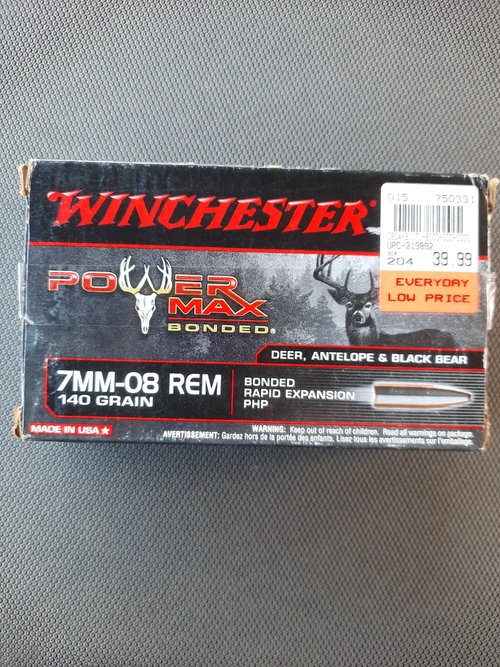 WINCHESTER®
015 750331
UPC-219892
204 39.99
EVERYDAY
LOW PRICE
POWER
MAX
BONDED®
DEER, ANTELOPE & BLACK BEAR
7MM-08 REM
140 GRAIN
BONDED
RAPID EXPANSION
PHP
MADE IN USA★
WARNING: Keep out of reach of children. Read all warnings on package.
AVERTISSEMENT: Gardez hors de la portée des enfants. Lisez tous les avertissements sur l'emballage.